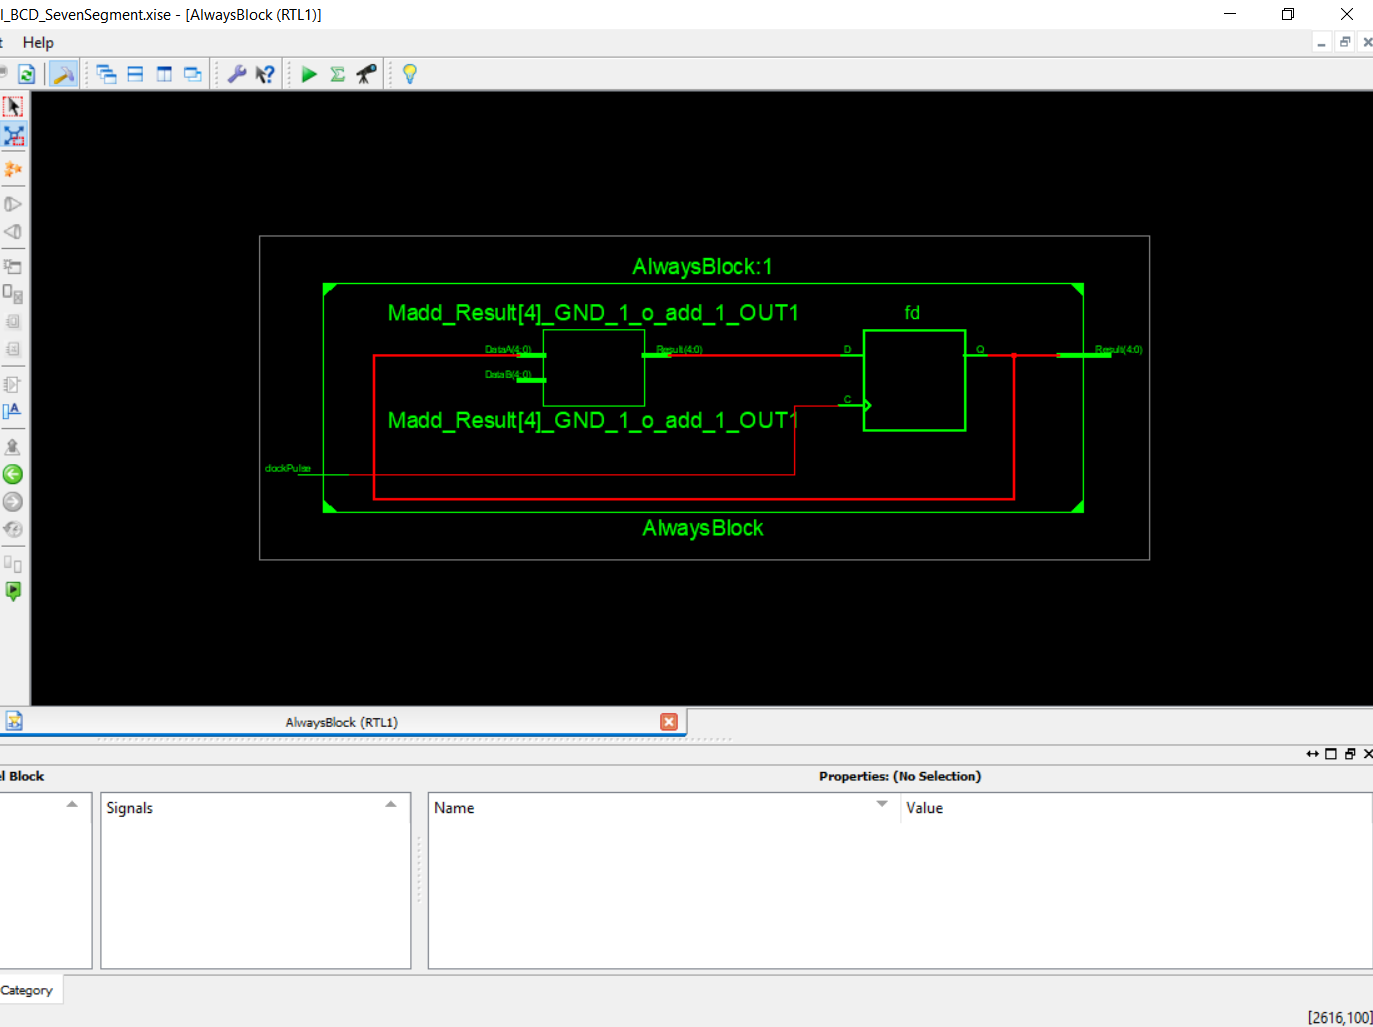 l_BCD_SevenSegment.xise - [AlwaysBlock (RTL1)]
t Help
AlwaysBlock:1
Madd_Result[4]_GND_1_o_add_1_OUT1
fd
DataA(4:0)
Result(4:0)
D
Q
Result(4:0)
DataB(4:0)
C
Madd_Result[4]_GND_1_o_add_1_OUT1
clockPulse
AlwaysBlock
AlwaysBlock (RTL1)
el Block
Properties: (No Selection)
Signals
Name
Value
Category
[2616,100]